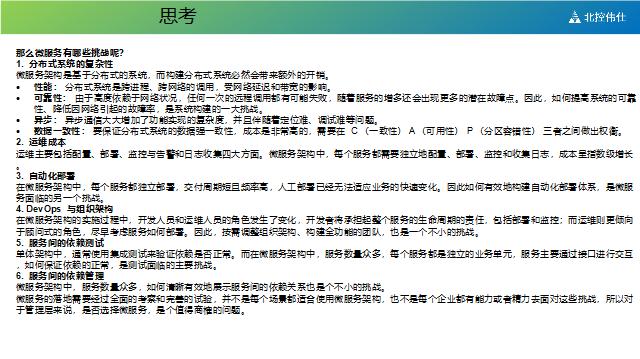 思考
北控伟仕
那么微服务有哪些挑战呢?
1. 分布式系统的复杂性
微服务架构是基于分布式的系统，而构建分布式系统必然会带来额外的开销。
• 性能： 分布式系统是跨进程、跨网络的调用，受网络延迟和带宽的影响。
• 可靠性： 由于高度依赖于网络状况，任何一次的远程调用都有可能失败，随着服务的增多还会出现更多的潜在故障点。因此，如何提高系统的可靠
性、降低因网络引起的故障率，是系统构建的一大挑战。
• 异步： 异步通信大大增加了功能实现的复杂度，并且伴随着定位难、调试难等问题。
• 数据一致性： 要保证分布式系统的数据强一致性，成本是非常高的，需要在 C （一致性） A （可用性） P （分区容错性） 三者之间做出权衡。
2. 运维成本
运维主要包括配置、部署、监控与告警和日志收集四大方面。微服务架构中，每个服务都需要独立地配置、部署、监控和收集日志，成本呈指数级增长
。
3. 自动化部署
在微服务架构中，每个服务都独立部署，交付周期短且频率高，人工部署已经无法适应业务的快速变化。因此如何有效地构建自动化部署体系，是微服
务面临的另一个挑战。
4. DevOps 与组织架构
在微服务架构的实施过程中，开发人员和运维人员的角色发生了变化，开发者将承担起整个服务的生命周期的责任，包括部署和监控；而运维则更倾向
于顾问式的角色，尽早考虑服务如何部署。因此，按需调整组织架构、构建全功能的团队，也是一个不小的挑战。
5. 服务间的依赖测试
单体架构中，通常使用集成测试来验证依赖是否正常。而在微服务架构中，服务数量众多，每个服务都是独立的业务单元，服务主要通过接口进行交互
，如何保证依赖的正常，是测试面临的主要挑战。
6. 服务间的依赖管理
微服务架构中，服务数量众多，如何清晰有效地展示服务间的依赖关系也是个不小的挑战。
微服务的落地需要经过全面的考察和完善的试验，并不是每个场景都适合使用微服务架构，也不是每个企业都有能力或者精力去面对这些挑战，所以对
于管理层来说，是否选择微服务，是个值得商榷的问题。